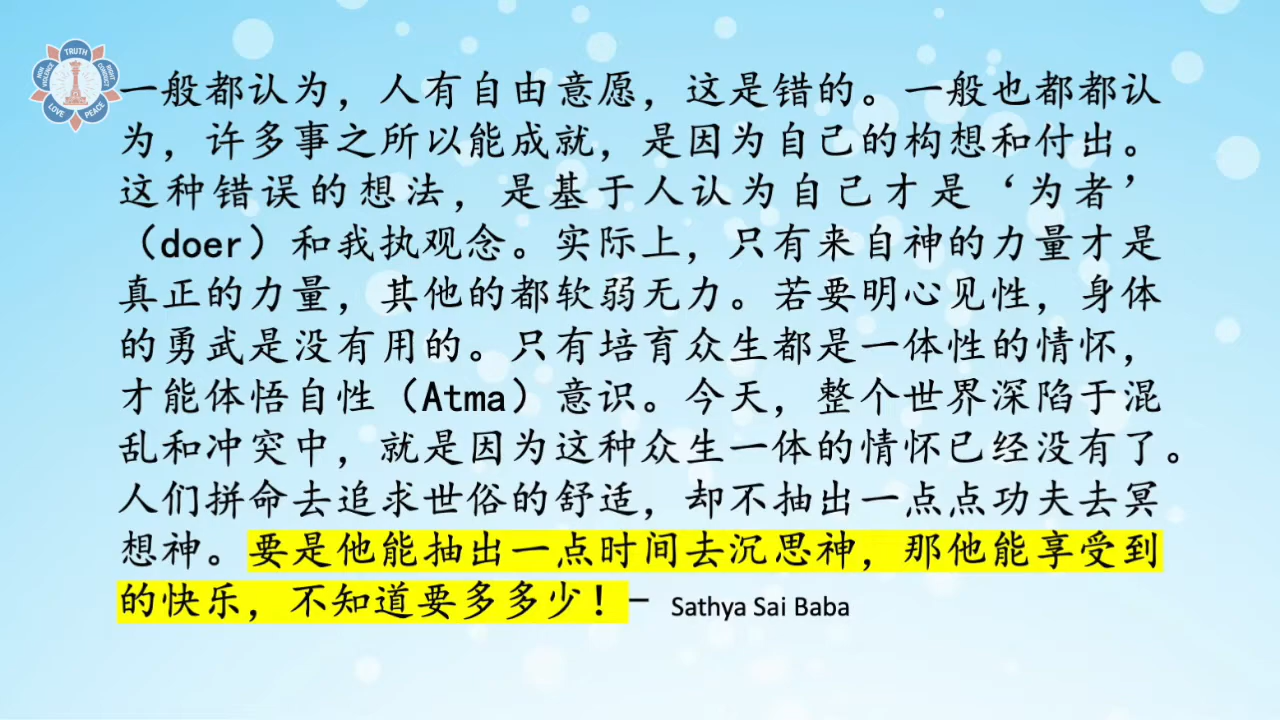 TRUTH
RIGHT CONDUCT
PEACE
LOVE
NON VIOLENCE
一般都认为，人有自由意愿，这是错的。一般也都都认
为，许多事之所以能成就，是因为自己的构想和付出。
这种错误的想法，是基于人认为自己才是‘为者’
（doer）和我执观念。实际上，只有来自神的力量才是
真正的力量，其他的都软弱无力。若要明心见性，身体
的勇武是没有用的。只有培育众生都是一体性的情怀，
才能体悟自性（Atma）意识。今天，整个世界深陷于混
乱和冲突中，就是因为这种众生一体的情怀已经没有了。
人们拼命去追求世俗的舒适，却不抽出一点点功夫去冥
想神。要是他能抽出一点时间去沉思神，那他能享受到
的快乐，不知道要多多少！– Sathya Sai Baba